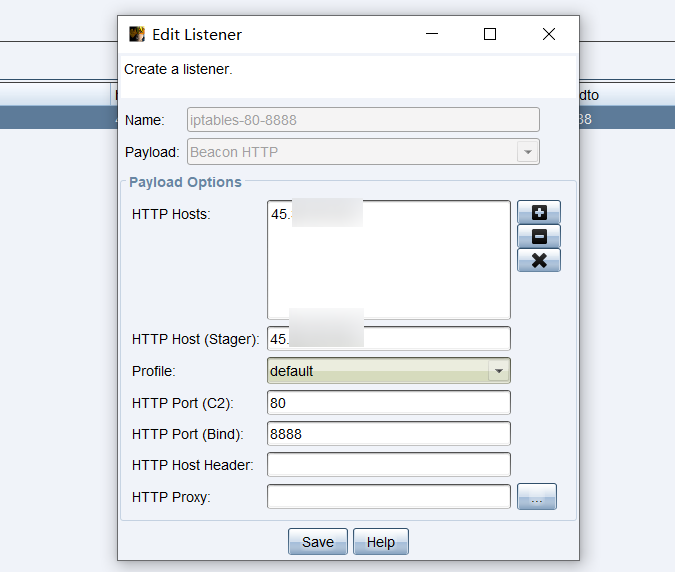 Edit Listener
Create a listener.
dto
Name: iptables-80-8888
88
Payload: Beacon HTTP
Payload Options
HTTP Hosts: 45.
HTTP Host (Stager): 45.
Profile: default
HTTP Port (C2): 80
HTTP Port (Bind): 8888
HTTP Host Header:
HTTP Proxy: ...
Save Help